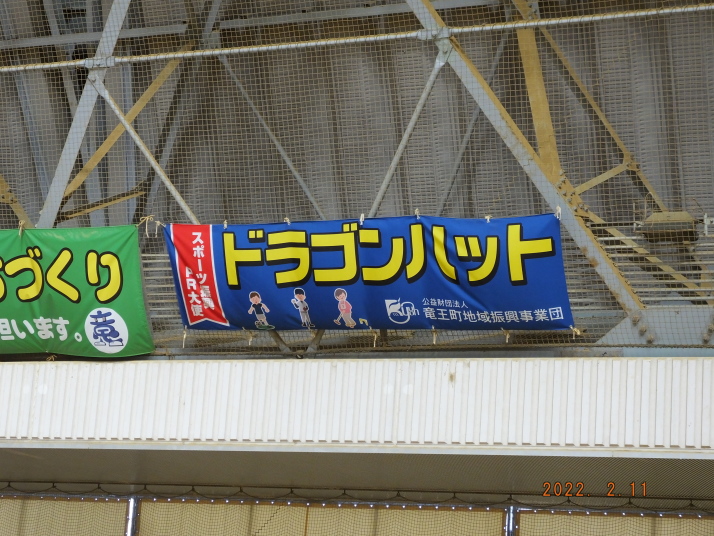 づくり
担います。
竜
スポーツ振興
PR大使
ドラゴンハット
公益財団法人
竜王町地域振興事業団
2022. 2.11